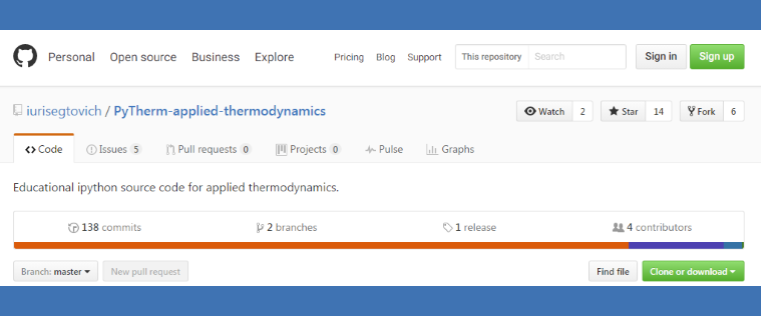 Personal Open source Business Explore Pricing Blog Support This repository Search Sign in Sign up
iurisegtovich / PyTherm-applied-thermodynamics Watch 2 Star 14 Fork 6
Code Issues 5 Pull requests 0 Projects 0 Pulse Graphs
Educational ipython source code for applied thermodynamics.
138 commits 2 branches 1 release 4 contributors
Branch: master New pull request Find file Clone or download